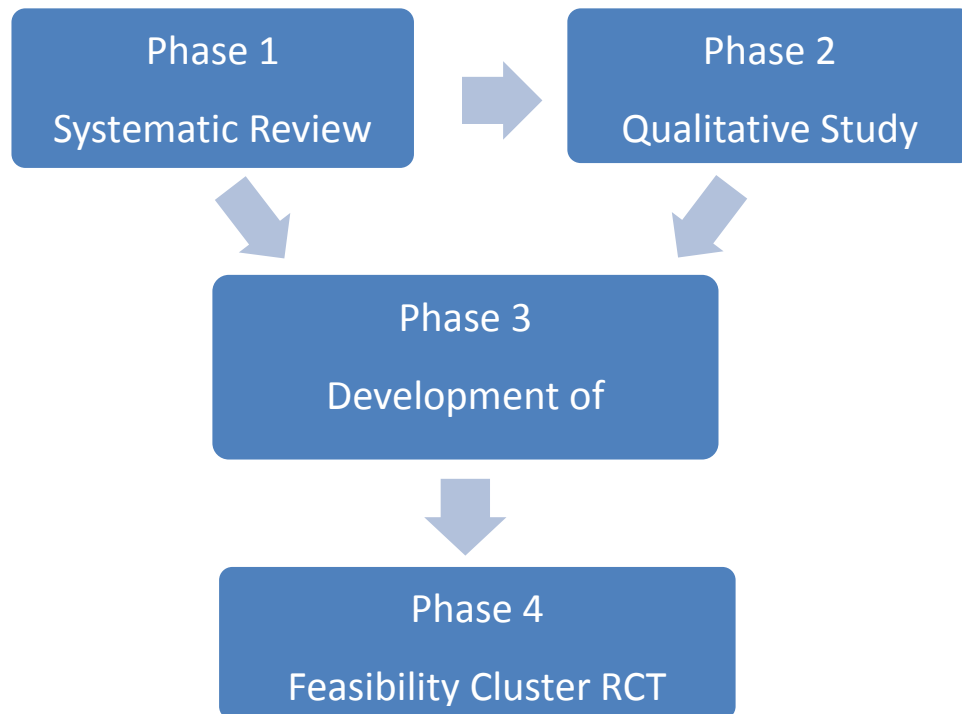 Phase 1
Systematic Review
Phase 2
Qualitative Study
Phase 3
Development of
Phase 4
Feasibility Cluster RCT